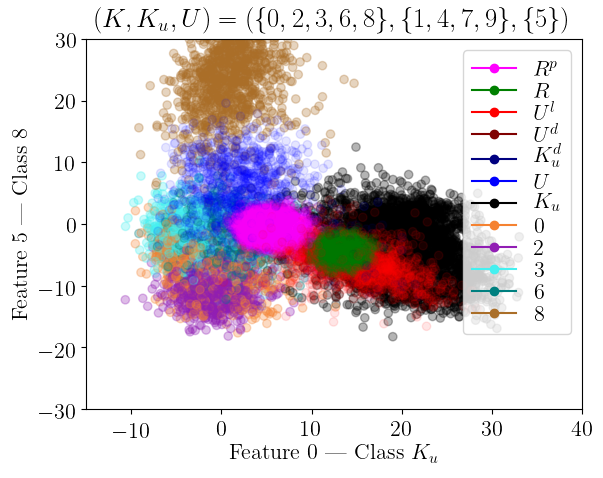 (K, K_u, U) = ({0, 2, 3, 6, 8}, {1, 4, 7, 9}, {5})
30
20
10
0
−10
−20
−30
Feature 5 — Class 8
R^p
R
U^l
U^d
K_u^d
U
K_u
0
2
3
6
8
−10
0
10
20
30
40
Feature 0 — Class K_u